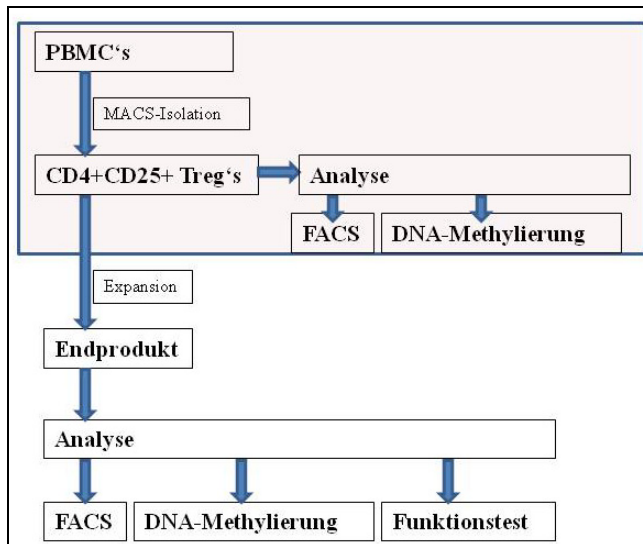 PBMC‘s
MACS-Isolation
CD4+CD25+ Treg‘s
Analyse
FACS
DNA-Methylierung
Expansion
Endprodukt
Analyse
FACS
DNA-Methylierung
Funktionstest